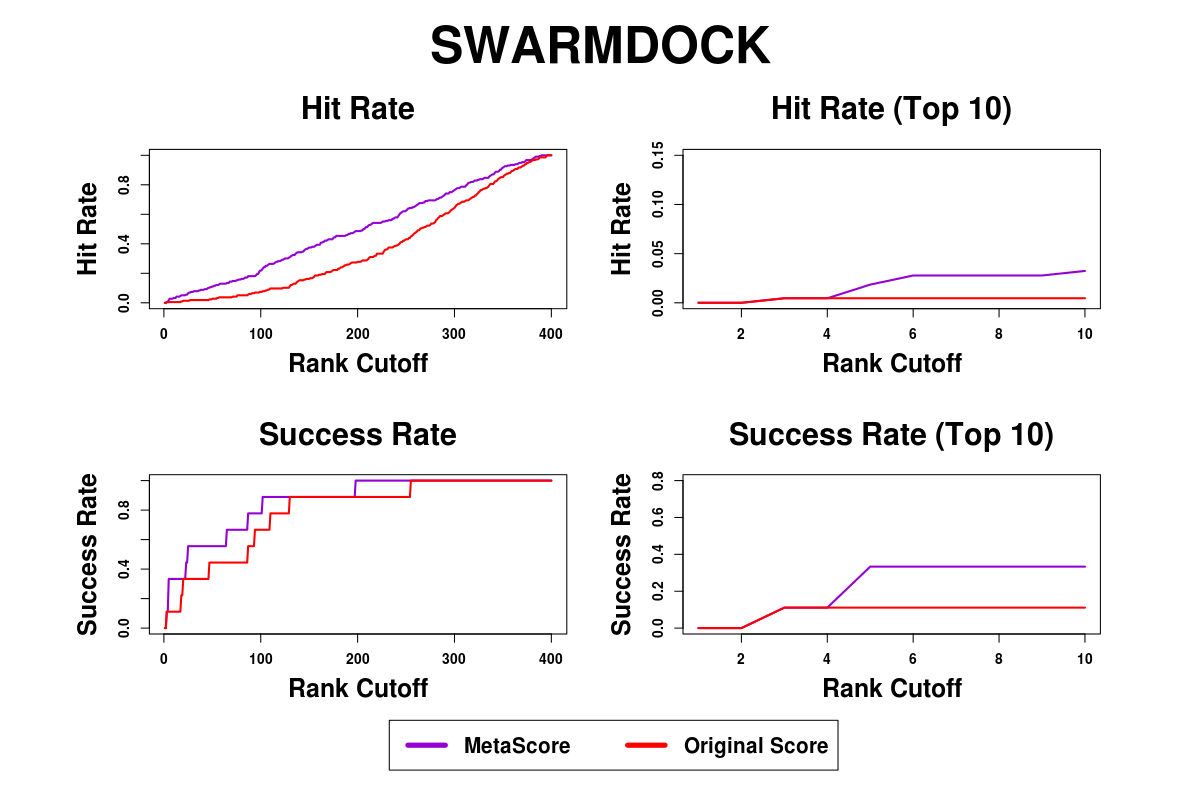 SWARMDOCK
Hit Rate
Hit Rate
0.0 0.4 0.8
0 100 200 300 400
Rank Cutoff
Hit Rate (Top 10)
Hit Rate
0.00 0.05 0.10 0.15
2 4 6 8 10
Rank Cutoff
Success Rate
Success Rate
0.0 0.4 0.8
0 100 200 300 400
Rank Cutoff
Success Rate (Top 10)
Success Rate
0.0 0.2 0.4 0.6 0.8
2 4 6 8 10
Rank Cutoff
MetaScore Original Score